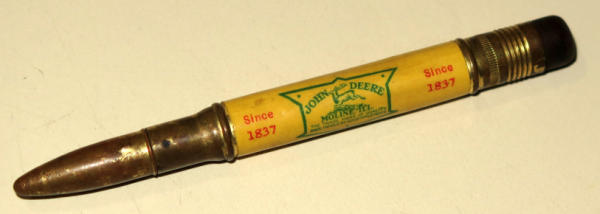 Since
1837
JOHN DEERE
MOLINE, ILL.
Since
1837